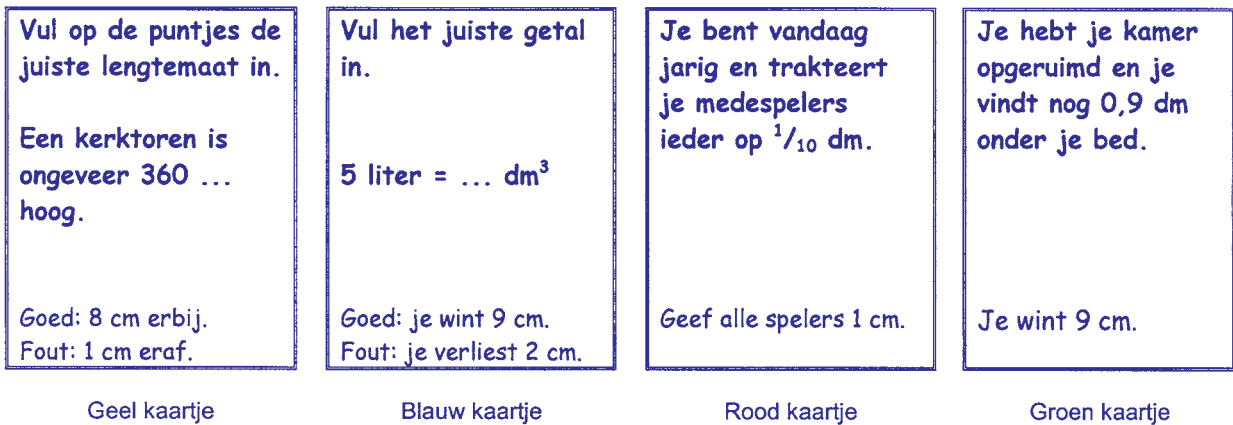 Vul op de puntjes de
juiste lengtemaat in.
Een kerktoren is
ongeveer 360 ...
hoog.
Goed: 8 cm erbij.
Fout: 1 cm eraf.
Geel kaartje
Vul het juiste getal
in.
5 liter = ... dm³
Goed: je wint 9 cm.
Fout: je verliest 2 cm.
Blauw kaartje
Je bent vandaag
jarig en trakteert
je medespelers
ieder op ¹/₁₀ dm.
Geef alle spelers 1 cm.
Rood kaartje
Je hebt je kamer
opgeruimd en je
vindt nog 0,9 dm
onder je bed.
Je wint 9 cm.
Groen kaartje